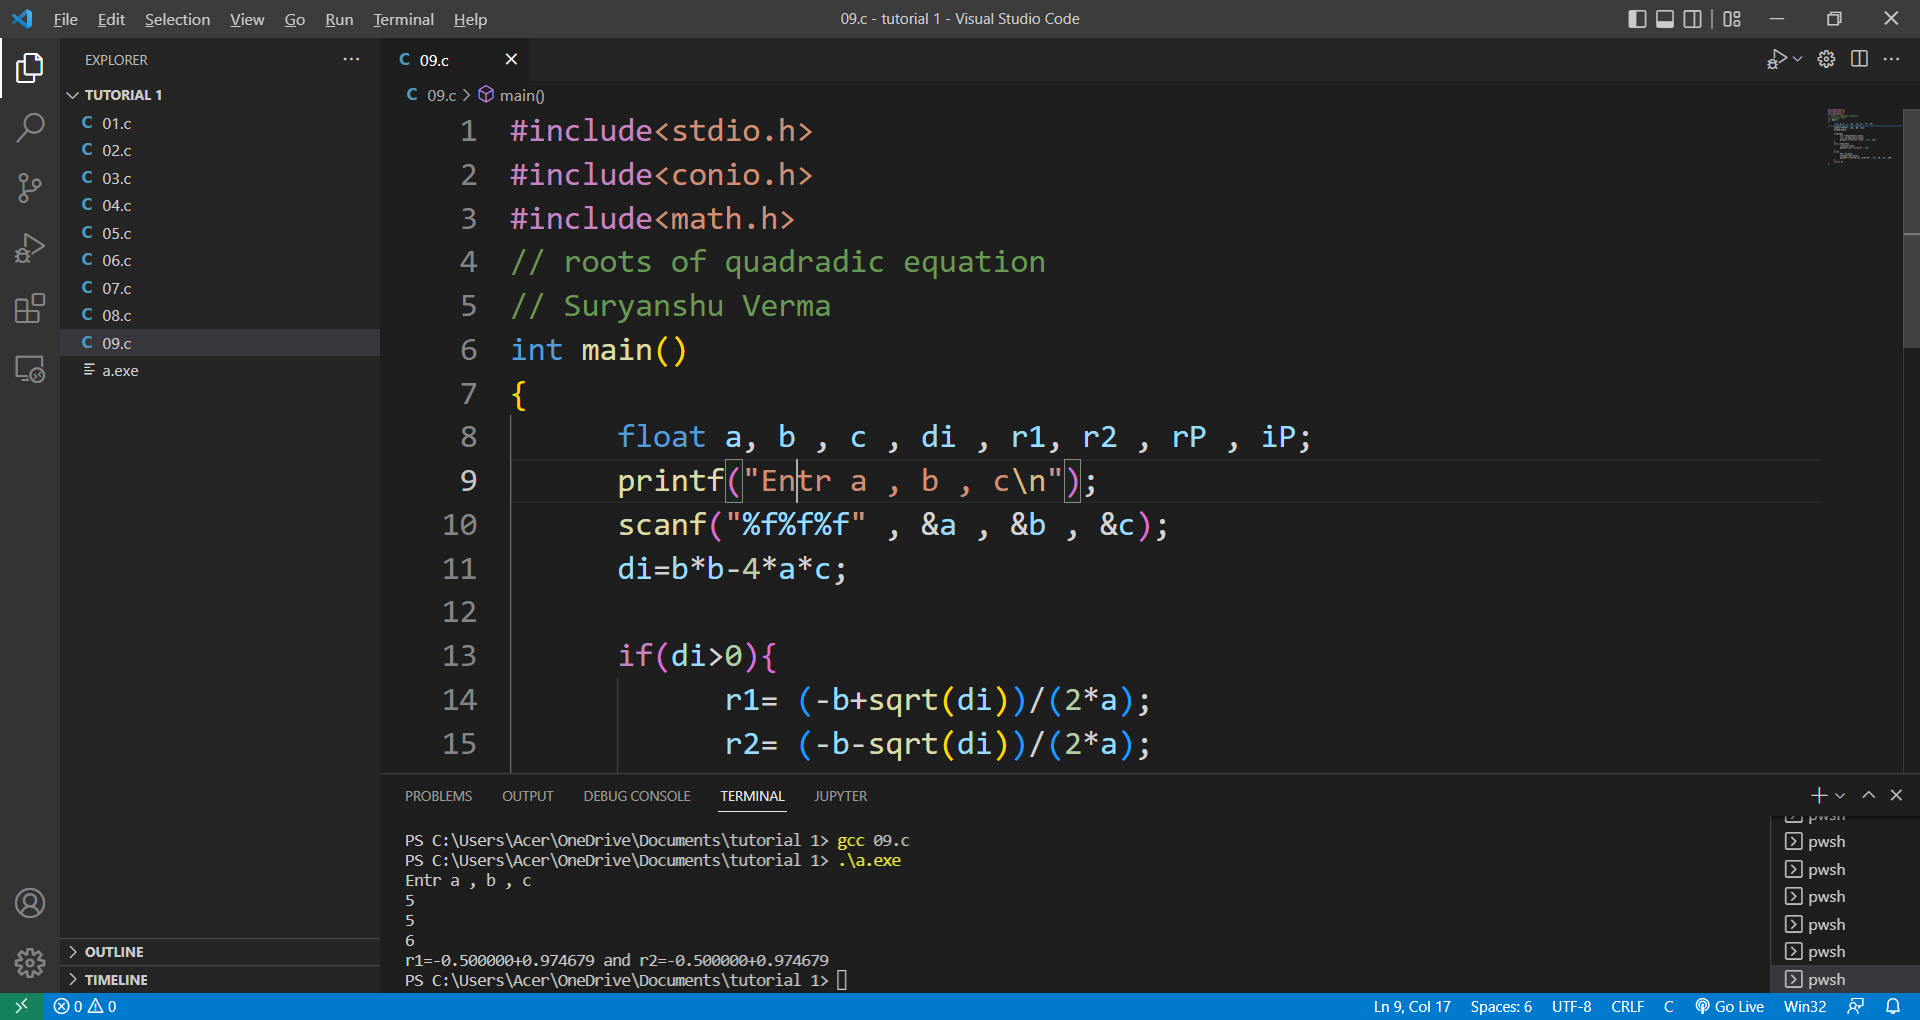 File Edit Selection View Go Run Terminal Help
09.c - tutorial 1 - Visual Studio Code
EXPLORER
TUTORIAL 1
C 01.c
C 02.c
C 03.c
C 04.c
C 05.c
C 06.c
C 07.c
C 08.c
C 09.c
a.exe
OUTLINE
TIMELINE
C 09.c
C 09.c > main()
1 #include<stdio.h>
2 #include<conio.h>
3 #include<math.h>
4 // roots of quadradic equation
5 // Suryanshu Verma
6 int main()
7 {
8 float a, b , c , di , r1, r2 , rP , iP;
9 printf("Entr a , b , c\n");
10 scanf("%f%f%f" , &a , &b , &c);
11 di=b*b-4*a*c;
12
13 if(di>0){
14 r1= (-b+sqrt(di))/(2*a);
15 r2= (-b-sqrt(di))/(2*a);
PROBLEMS OUTPUT DEBUG CONSOLE TERMINAL JUPYTER
PS C:\Users\Acer\OneDrive\Documents\tutorial 1> gcc 09.c
PS C:\Users\Acer\OneDrive\Documents\tutorial 1> .\a.exe
Entr a , b , c
5
5
6
r1=-0.500000+0.974679 and r2=-0.500000+0.974679
PS C:\Users\Acer\OneDrive\Documents\tutorial 1>
pwsh
pwsh
pwsh
pwsh
pwsh
pwsh
pwsh
0 0
Ln 9, Col 17 Spaces: 6 UTF-8 CRLF C Go Live Win32